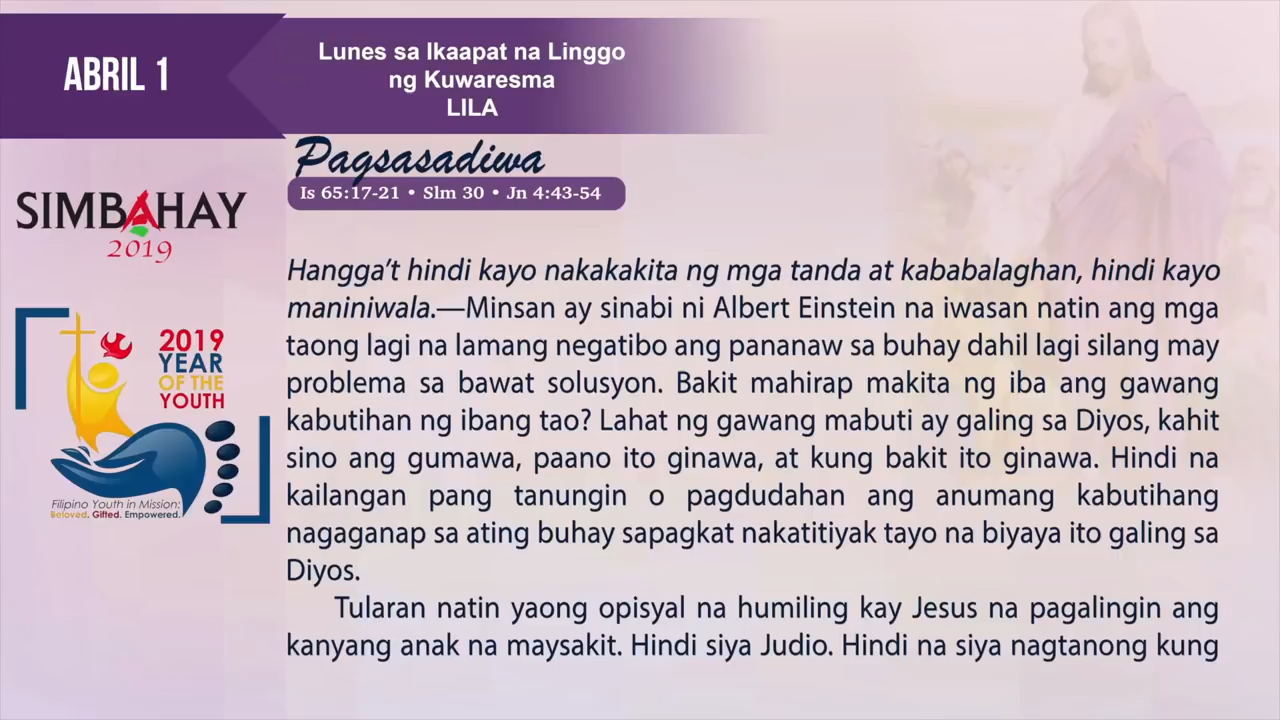 ABRIL 1
Lunes sa Ikaapat na Linggo
ng Kuwaresma
LILA
Pagsasadiwa
Is 65:17-21 • Slm 30 • Jn 4:43-54
SIMBAHAY
2019
2019
YEAR
OF THE
YOUTH
Filipino Youth in Mission:
Beloved. Gifted. Empowered.
Hangga’t hindi kayo nakakakita ng mga tanda at kababalaghan, hindi kayo
maniniwala.—Minsan ay sinabi ni Albert Einstein na iwasan natin ang mga
taong lagi na lamang negatibo ang pananaw sa buhay dahil lagi silang may
problema sa bawat solusyon. Bakit mahirap makita ng iba ang gawang
kabutihan ng ibang tao? Lahat ng gawang mabuti ay galing sa Diyos, kahit
sino ang gumawa, paano ito ginawa, at kung bakit ito ginawa. Hindi na
kailangan pang tanungin o pagdudahan ang anumang kabutihang
nagaganap sa ating buhay sapagkat nakatitiyak tayo na biyaya ito galing sa
Diyos.
Tularan natin yaong opisyal na humiling kay Jesus na pagalingin ang
kanyang anak na maysakit. Hindi siya Judio. Hindi na siya nagtanong kung